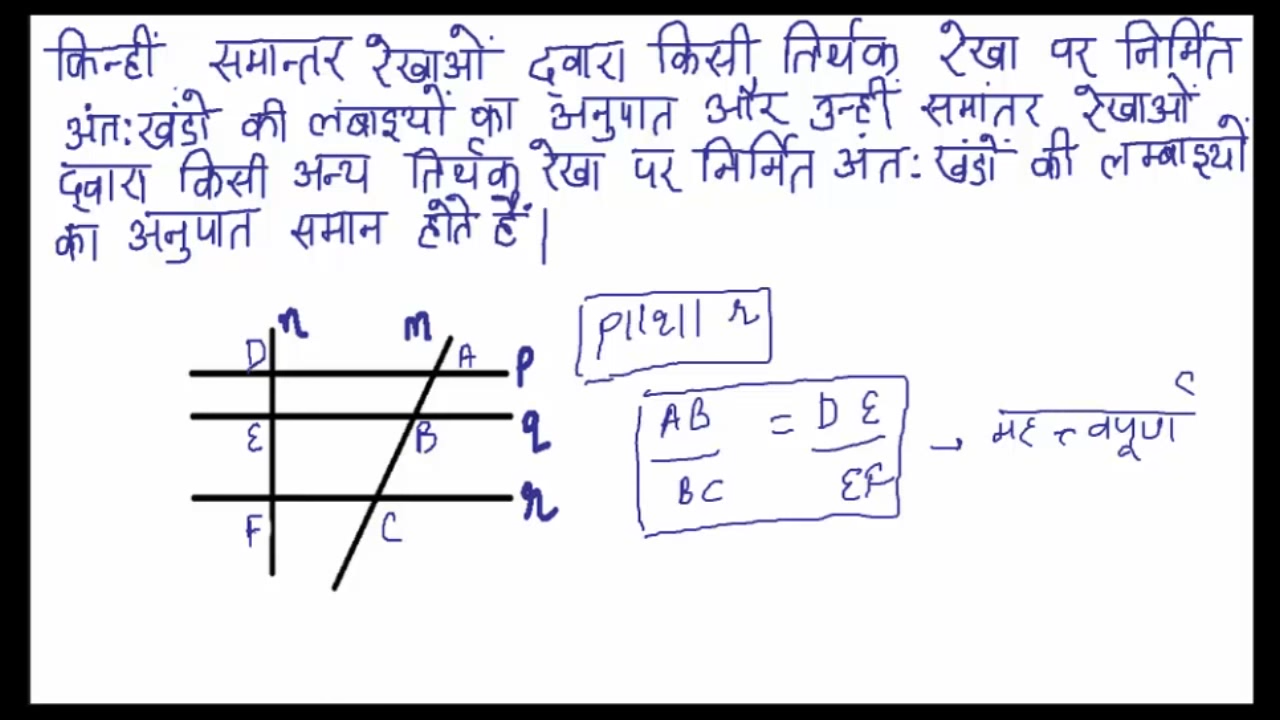 किन्हीं समान्तर रेखाओं द्वारा किसी तिर्यक रेखा पर निर्मित
अंत:खंडो की लंबाइयों का अनुपात और उन्हीं समांतर रेखाओं
द्वारा किसी अन्य तिर्यक रेखा पर निर्मित अंत: खंडों की लम्बाइयों
का अनुपात समान होते हैं|
n m
D A p
p||q|| r
E B q
F C r
AB = DE → महत्त्वपूर्ण
BC EF